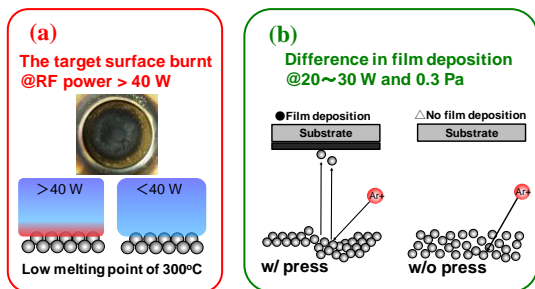 (a)
The target surface burnt
@RF power > 40 W
＞40 W
＜40 W
Low melting point of 300ºC
(b)
Difference in film deposition
@20～30 W and 0.3 Pa
●Film deposition
Substrate
Ar+
w/ press
△No film deposition
Substrate
Ar+
w/o press